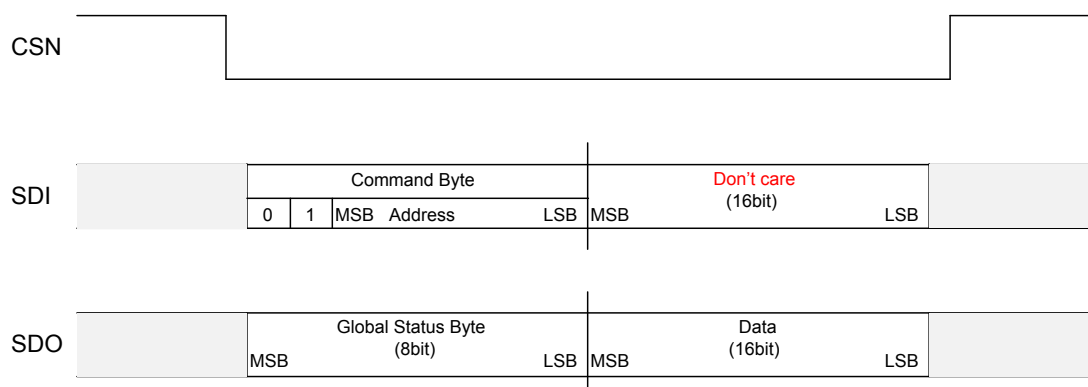 CSN
SDI
Command Byte
0 1 MSB Address LSB
Don't care
(16bit)
MSB LSB
SDO
Global Status Byte
(8bit)
MSB LSB
Data
(16bit)
MSB LSB